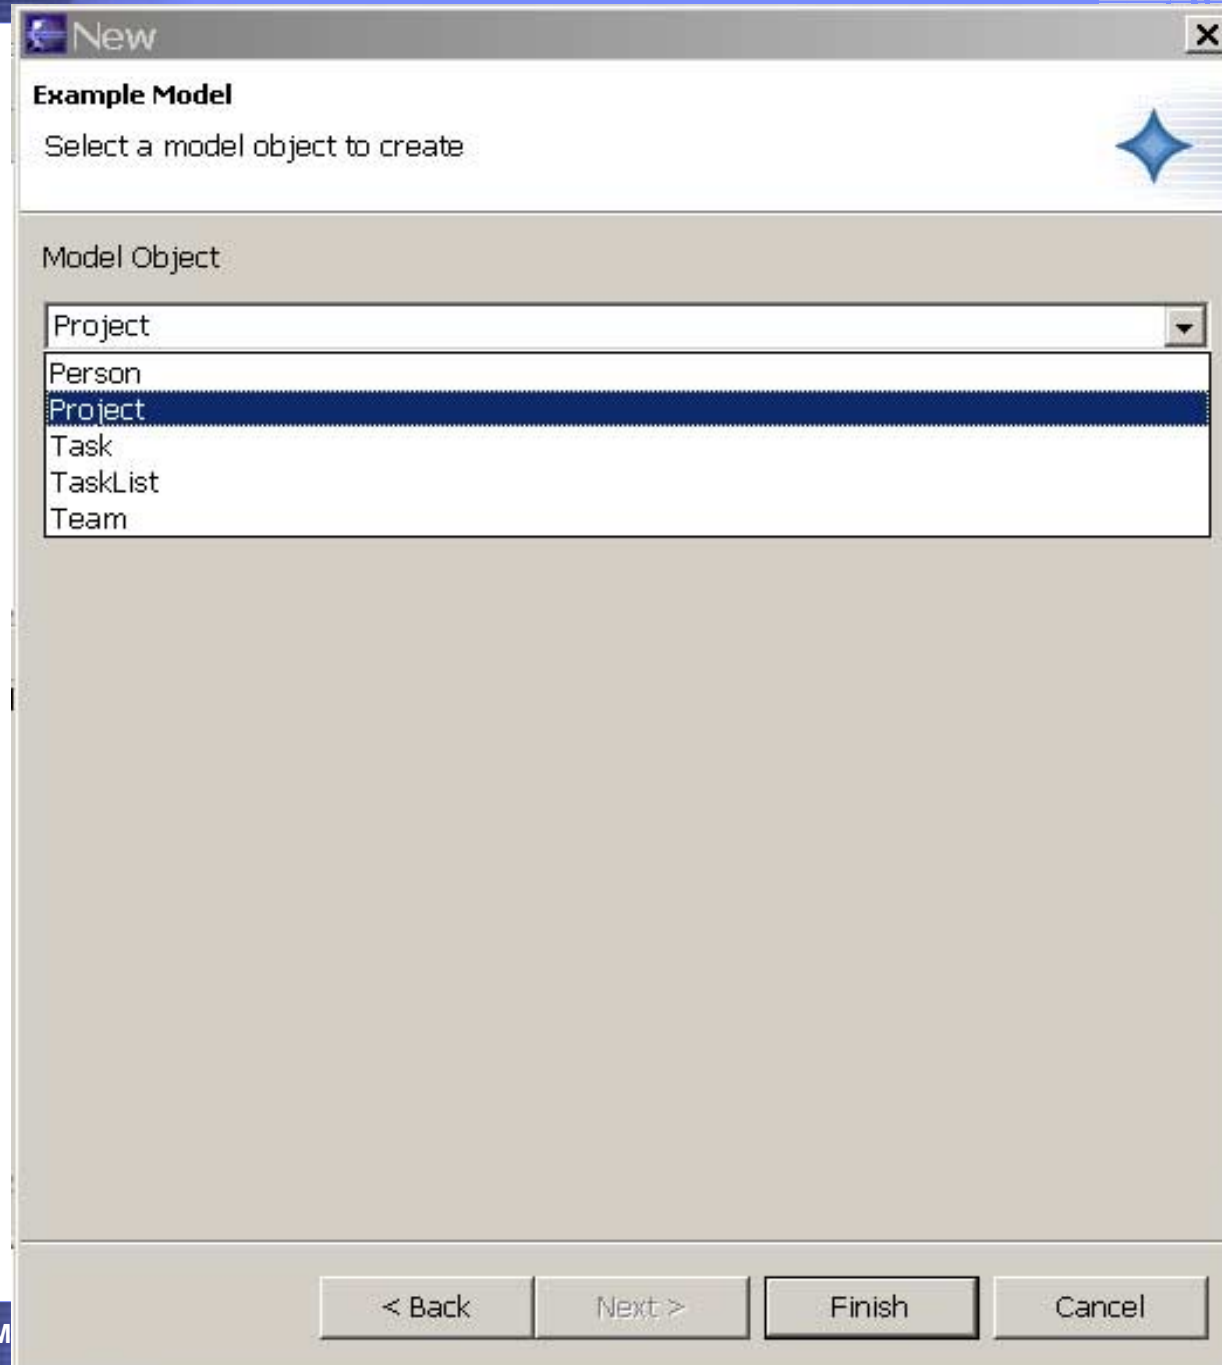 New
Example Model
Select a model object to create
Model Object
Project
Person
Project
Task
TaskList
Team
< Back Next > Finish Cancel
M